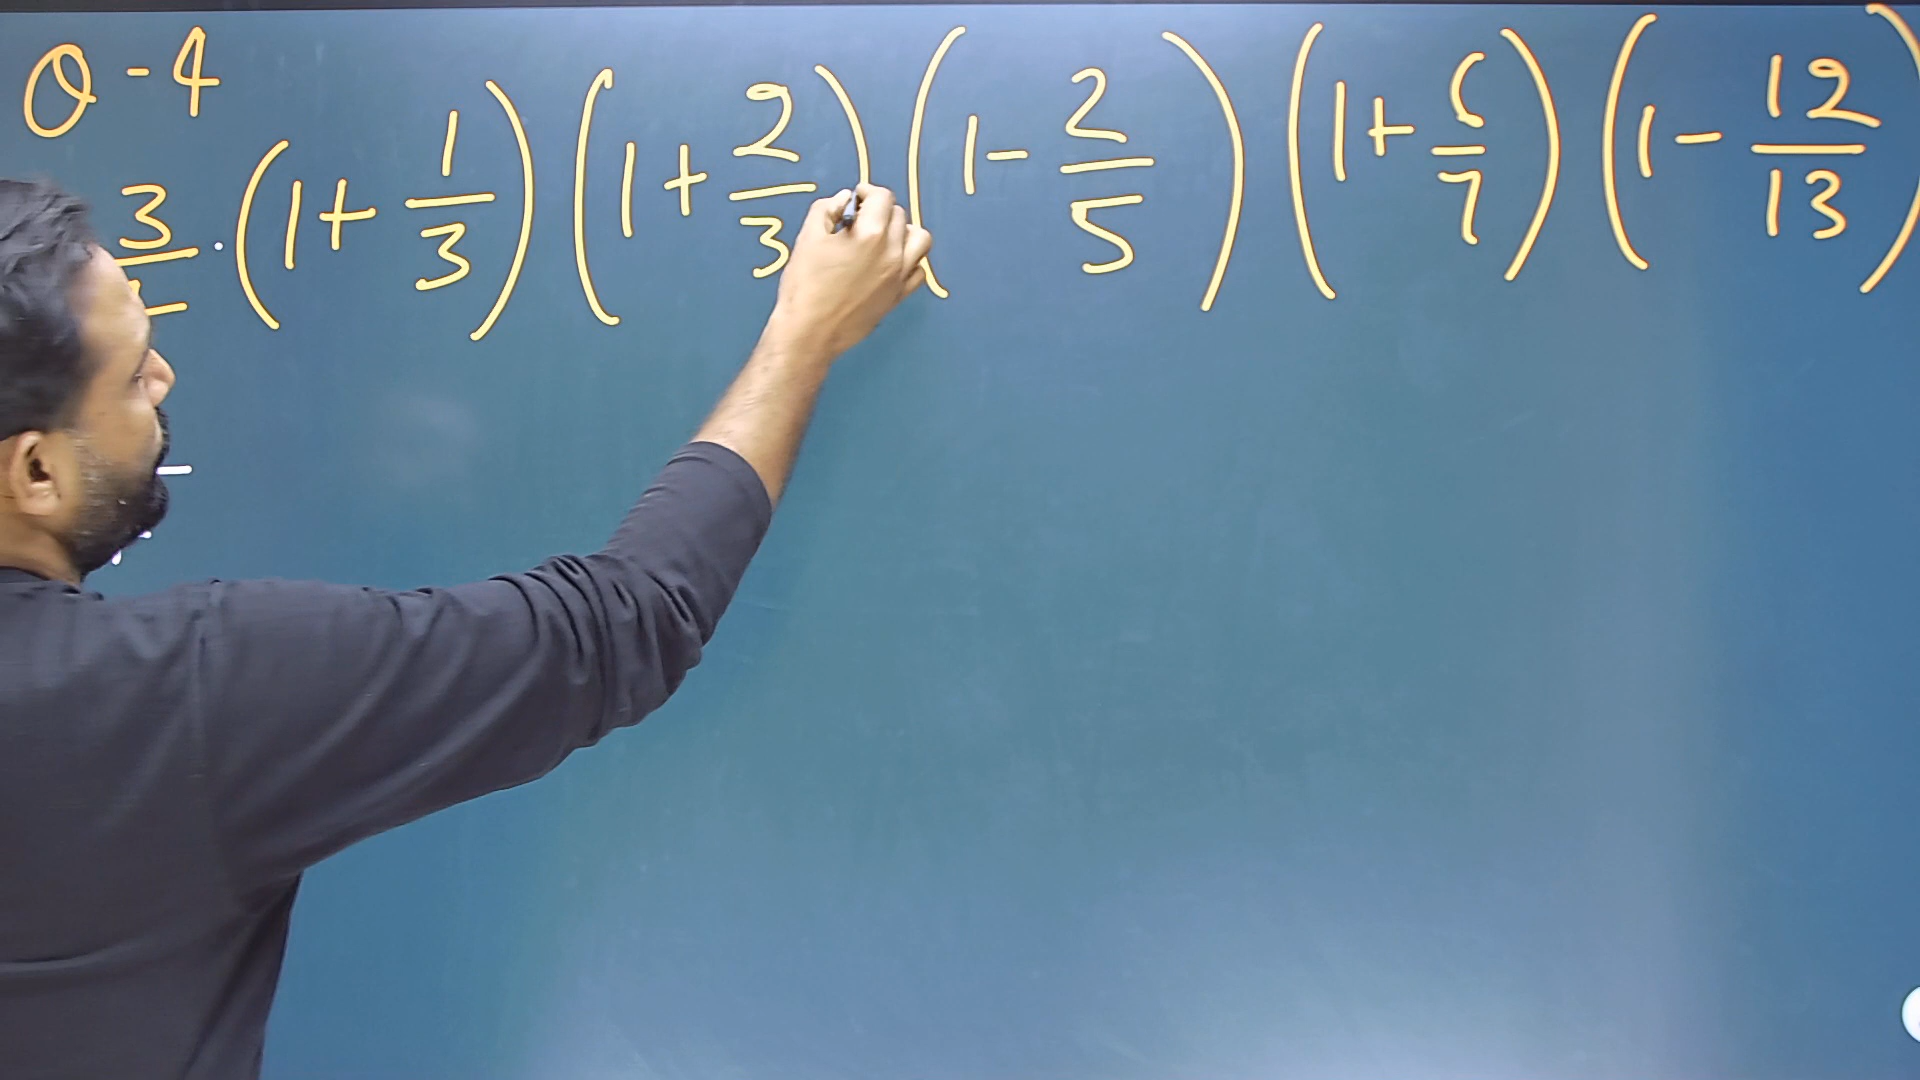 Q-4
3/ . (1 + 1/3) (1 + 2/3) (1 - 2/5) (1 + 6/7) (1 - 12/13)